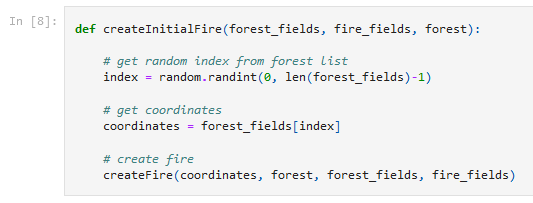 In [8]:
def createInitialFire(forest_fields, fire_fields, forest):
# get random index from forest list
index = random.randint(0, len(forest_fields)-1)
# get coordinates
coordinates = forest_fields[index]
# create fire
createFire(coordinates, forest, forest_fields, fire_fields)